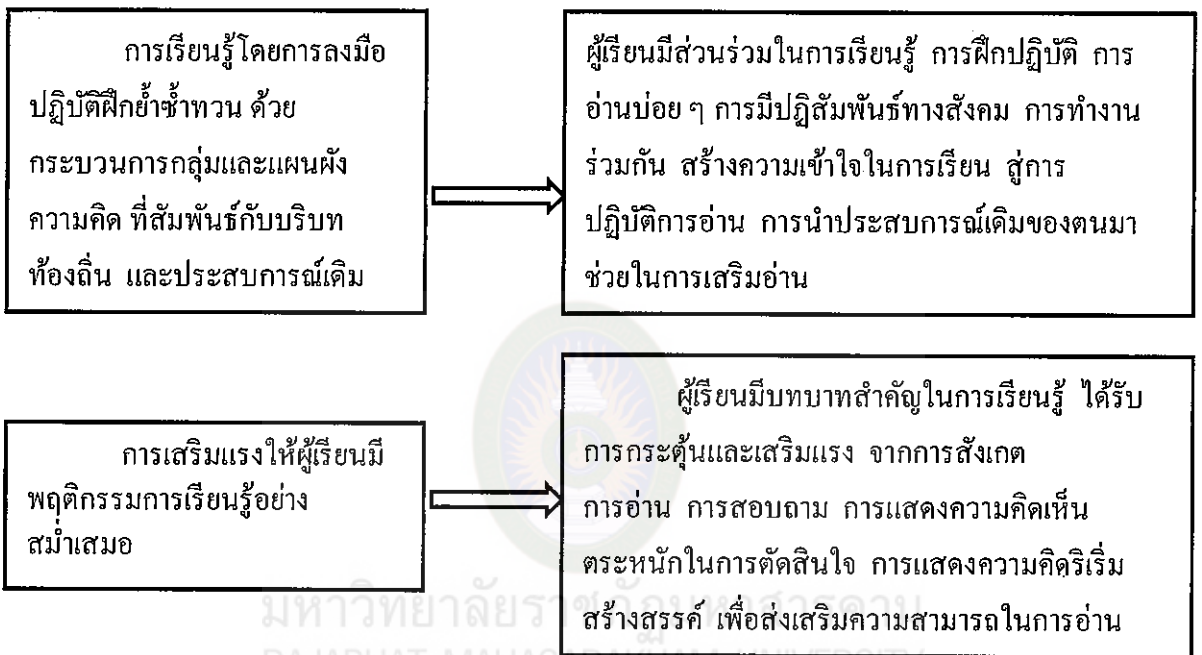 การเรียนรู้โดยการลงมือ
ปฏิบัติฝึกย้ำซ้ำทวน ด้วย
กระบวนการกลุ่มและแผนผัง
ความคิด ที่สัมพันธ์กับบริบท
ท้องถิ่น และประสบการณ์เดิม
ผู้เรียนมีส่วนร่วมในการเรียนรู้ การฝึกปฏิบัติ การ
อ่านบ่อย ๆ การมีปฏิสัมพันธ์ทางสังคม การทำงาน
ร่วมกัน สร้างความเข้าใจในการเรียน สู่การ
ปฏิบัติการอ่าน การนำประสบการณ์เดิมของตนมา
ช่วยในการเสริมอ่าน
การเสริมแรงให้ผู้เรียนมี
พฤติกรรมการเรียนรู้อย่าง
สม่ำเสมอ
ผู้เรียนมีบทบาทสำคัญในการเรียนรู้ ได้รับ
การกระตุ้นและเสริมแรง จากการสังเกต
การอ่าน การสอบถาม การแสดงความคิดเห็น
ตระหนักในการตัดสินใจ การแสดงความคิดริเริ่ม
สร้างสรรค์ เพื่อส่งเสริมความสามารถในการอ่าน